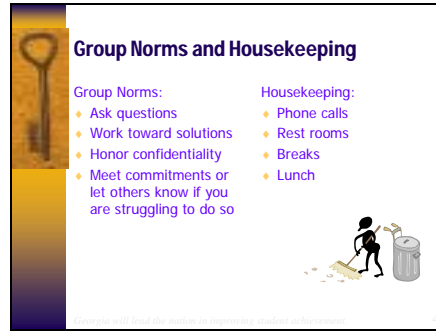 Group Norms and Housekeeping
Group Norms:
Ask questions
Work toward solutions
Honor confidentiality
Meet commitments or
let others know if you
are struggling to do so
Housekeeping:
Phone calls
Rest rooms
Breaks
Lunch
Georgia will lead the nation in improving student achievement.